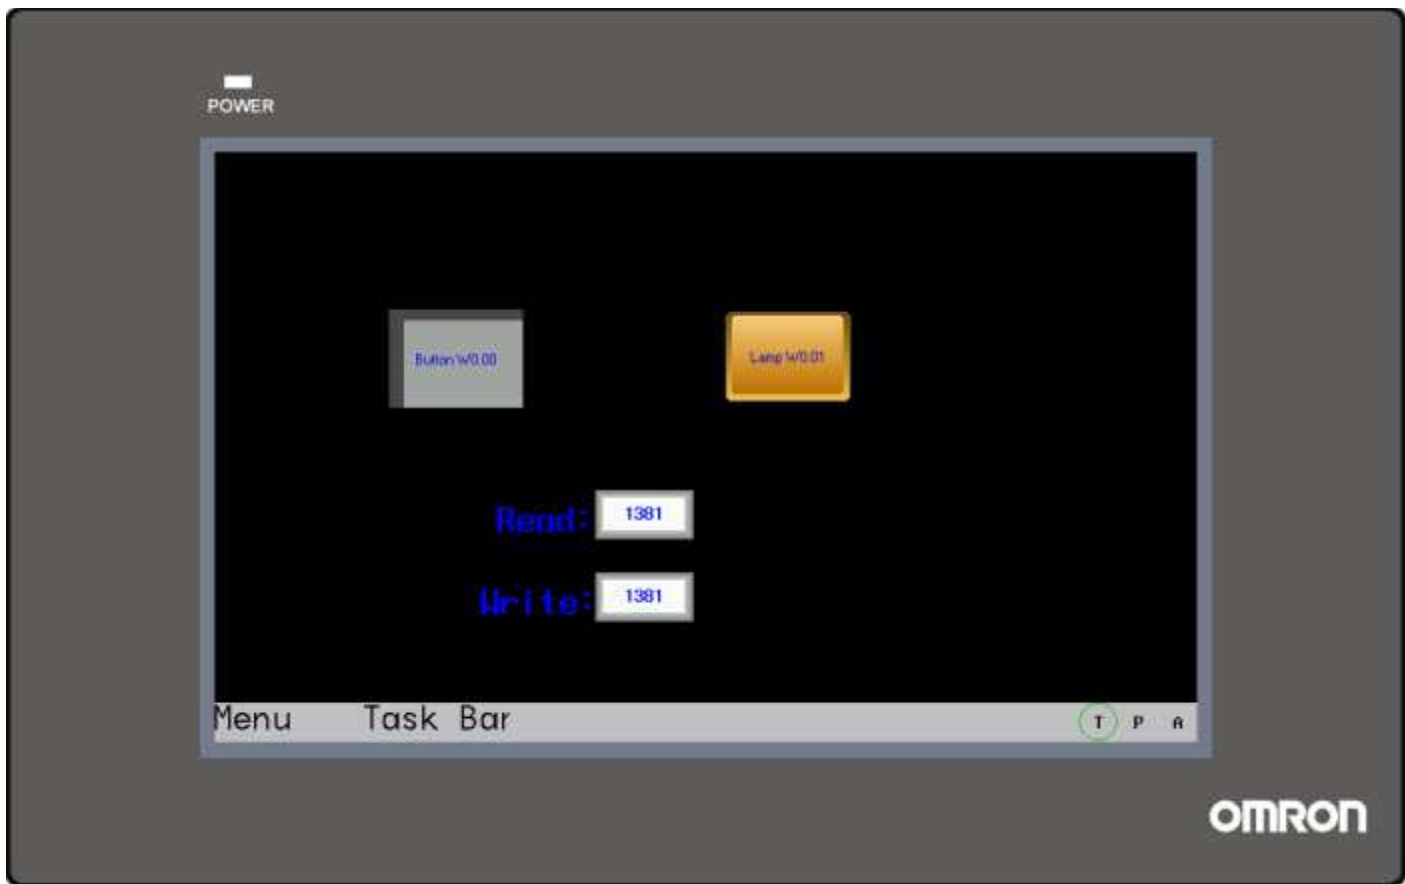 POWER
Button W0.00
Lamp W0.01
Read: 1381
Write: 1381
Menu Task Bar T P A
OMRON